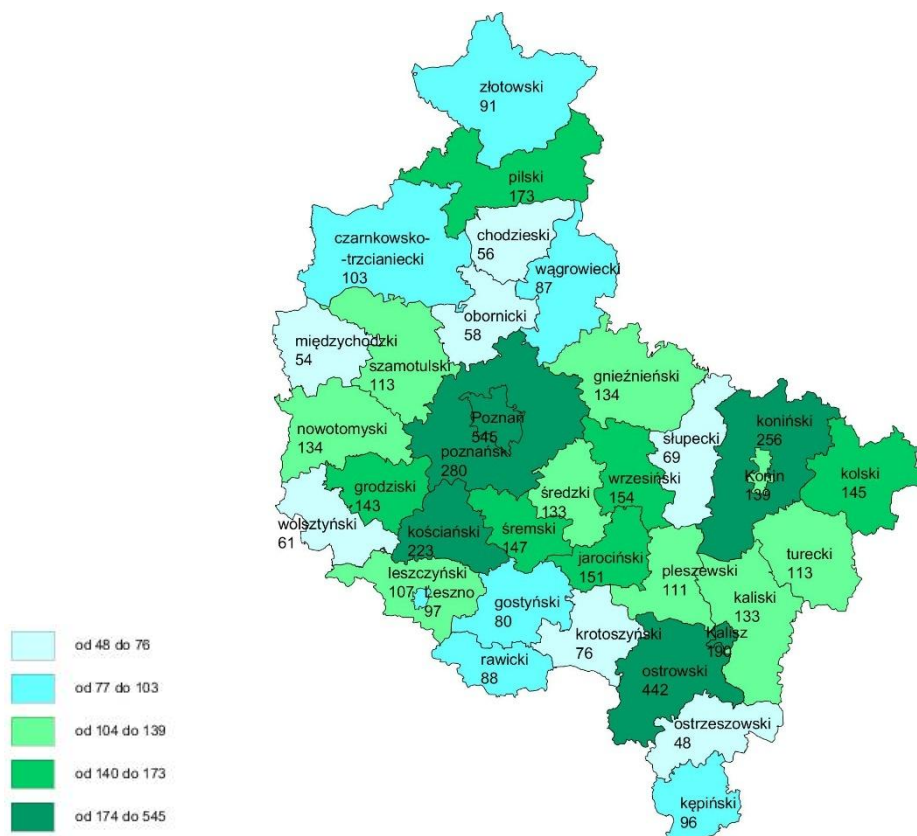 złotowski
91
pilski
173
chodzieski
56
czarnkowsko-
-trzcianiecki
103
wągrowiecki
87
obornicki
58
międzychodzki
54
szamotulski
113
gnieźnieński
134
Poznań
545
poznański
280
nowotomyski
134
słupecki
69
koniński
256
Konin
139
kolski
145
grodziski
143
średzki
133
wrzesiński
154
wolsztyński
61
kościański
223
śremski
147
jarociński
151
turecki
113
leszczyński
107
Leszno
97
pleszewski
111
kaliski
133
gostyński
80
krotoszyński
76
Kalisz
190
rawicki
88
ostrowski
442
ostrzeszowski
48
kępiński
96
od 48 do 76
od 77 do 103
od 104 do 139
od 140 do 173
od 174 do 545